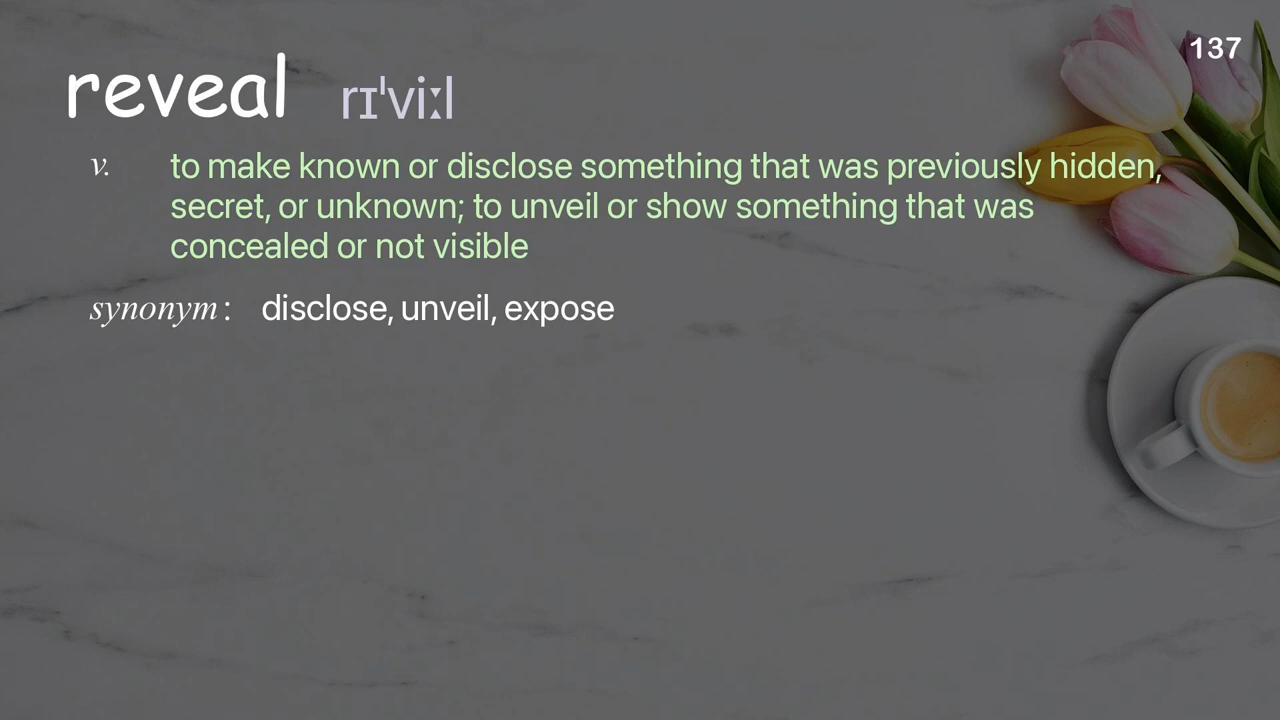 137
reveal rɪˈviːl
v. to make known or disclose something that was previously hidden,
secret, or unknown; to unveil or show something that was
concealed or not visible
synonym : disclose, unveil, expose